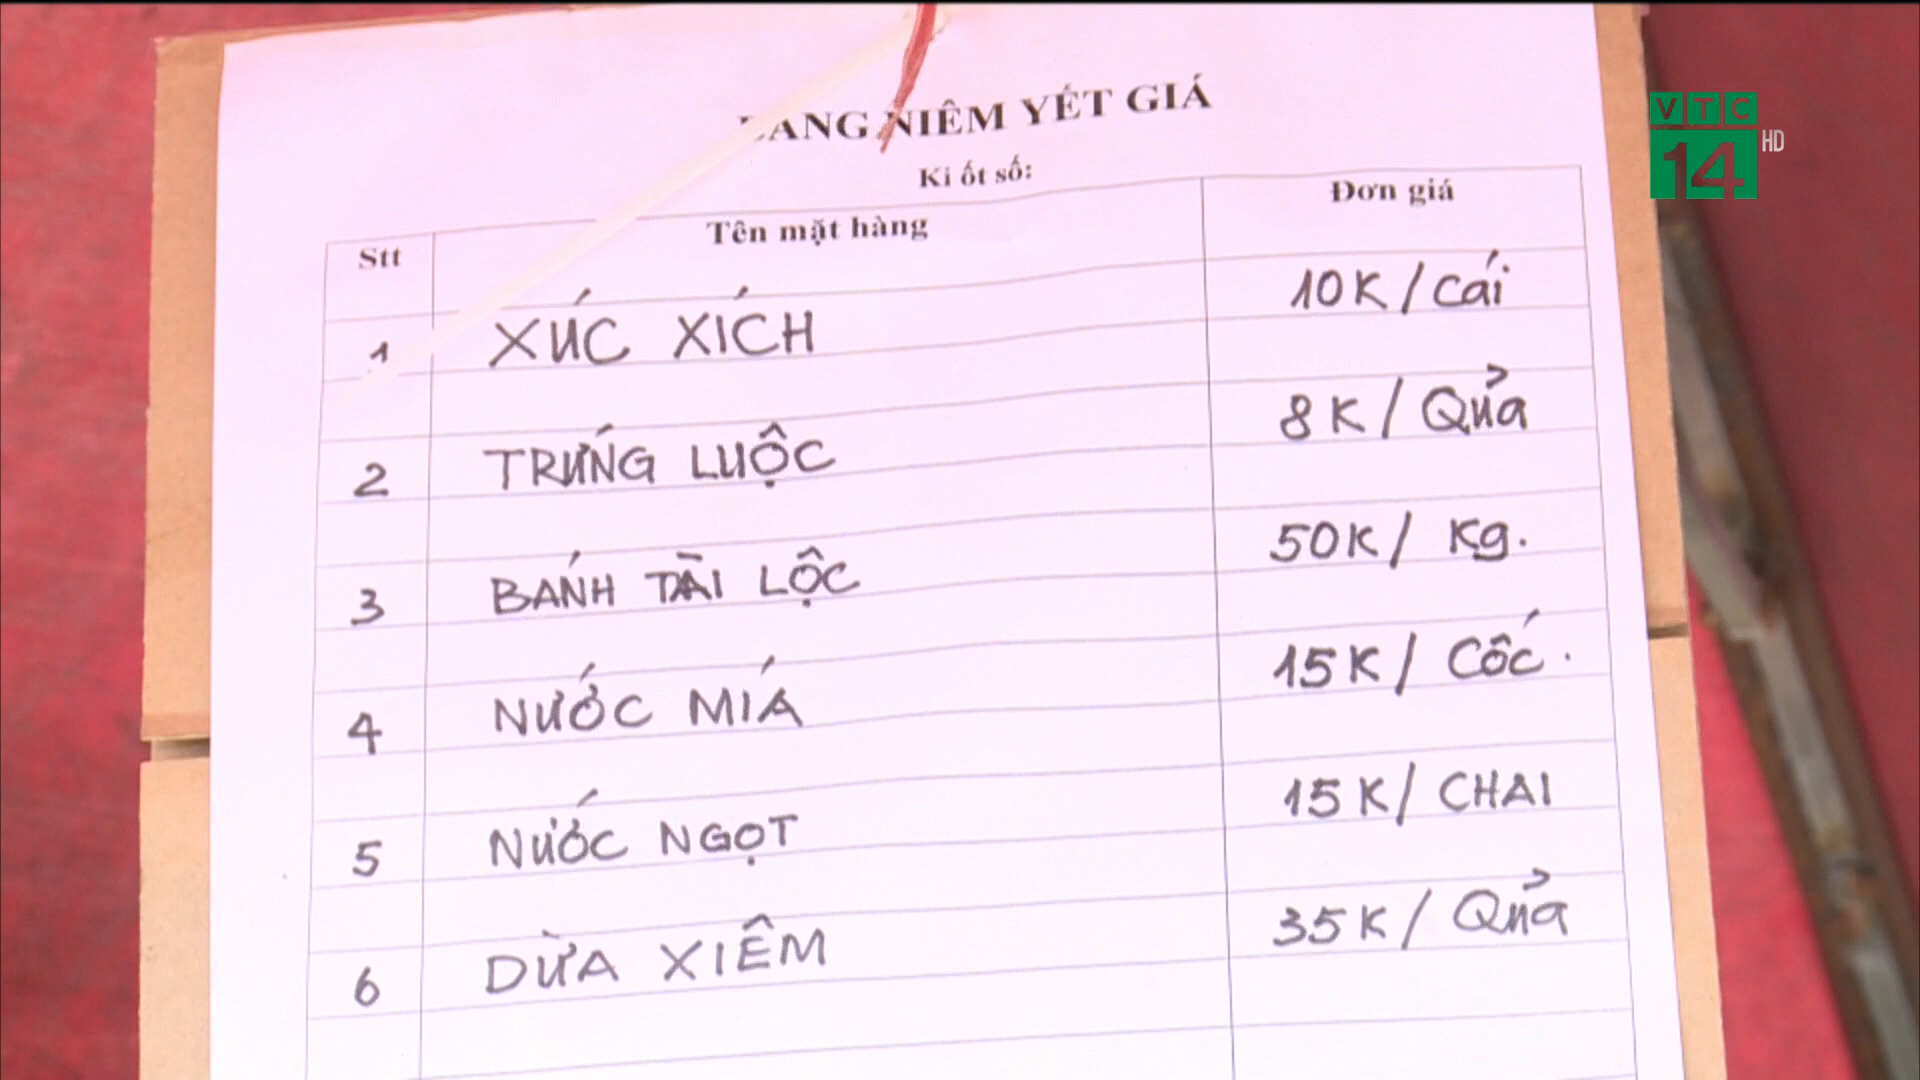 BẢNG NIÊM YẾT GIÁ
Ki ốt số:
Stt Tên mặt hàng Đơn giá
1 XÚC XÍCH 10K/Cái
2 TRỨNG LUỘC 8K/Quả
3 BÁNH TÀI LỘC 50K/Kg.
4 NƯỚC MÍA 15K/Cốc.
5 NƯỚC NGỌT 15K/CHAI
6 DỪA XIÊM 35K/Quả
VTC
14 HD